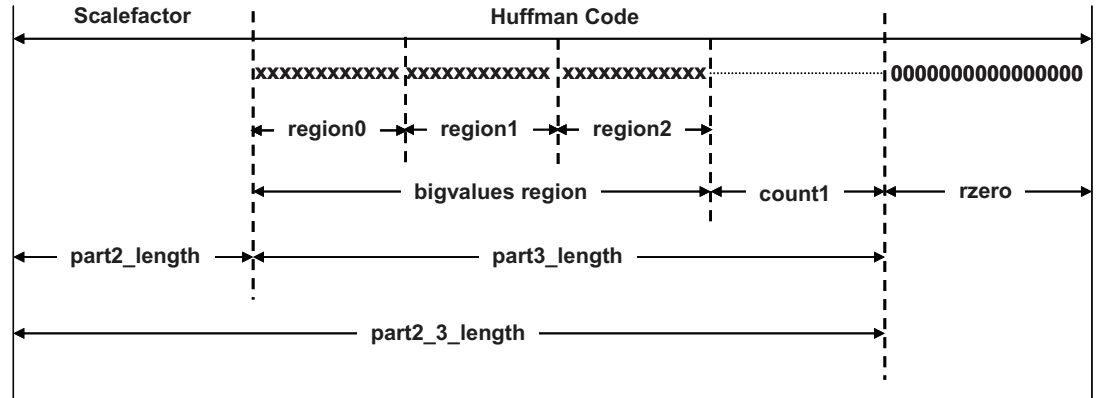 Scalefactor Huffman Code
xxxxxxxxxxxx xxxxxxxxxxxx xxxxxxxxxxxx 0000000000000000
region0 region1 region2
bigvalues region count1 rzero
part2_length part3_length
part2_3_length